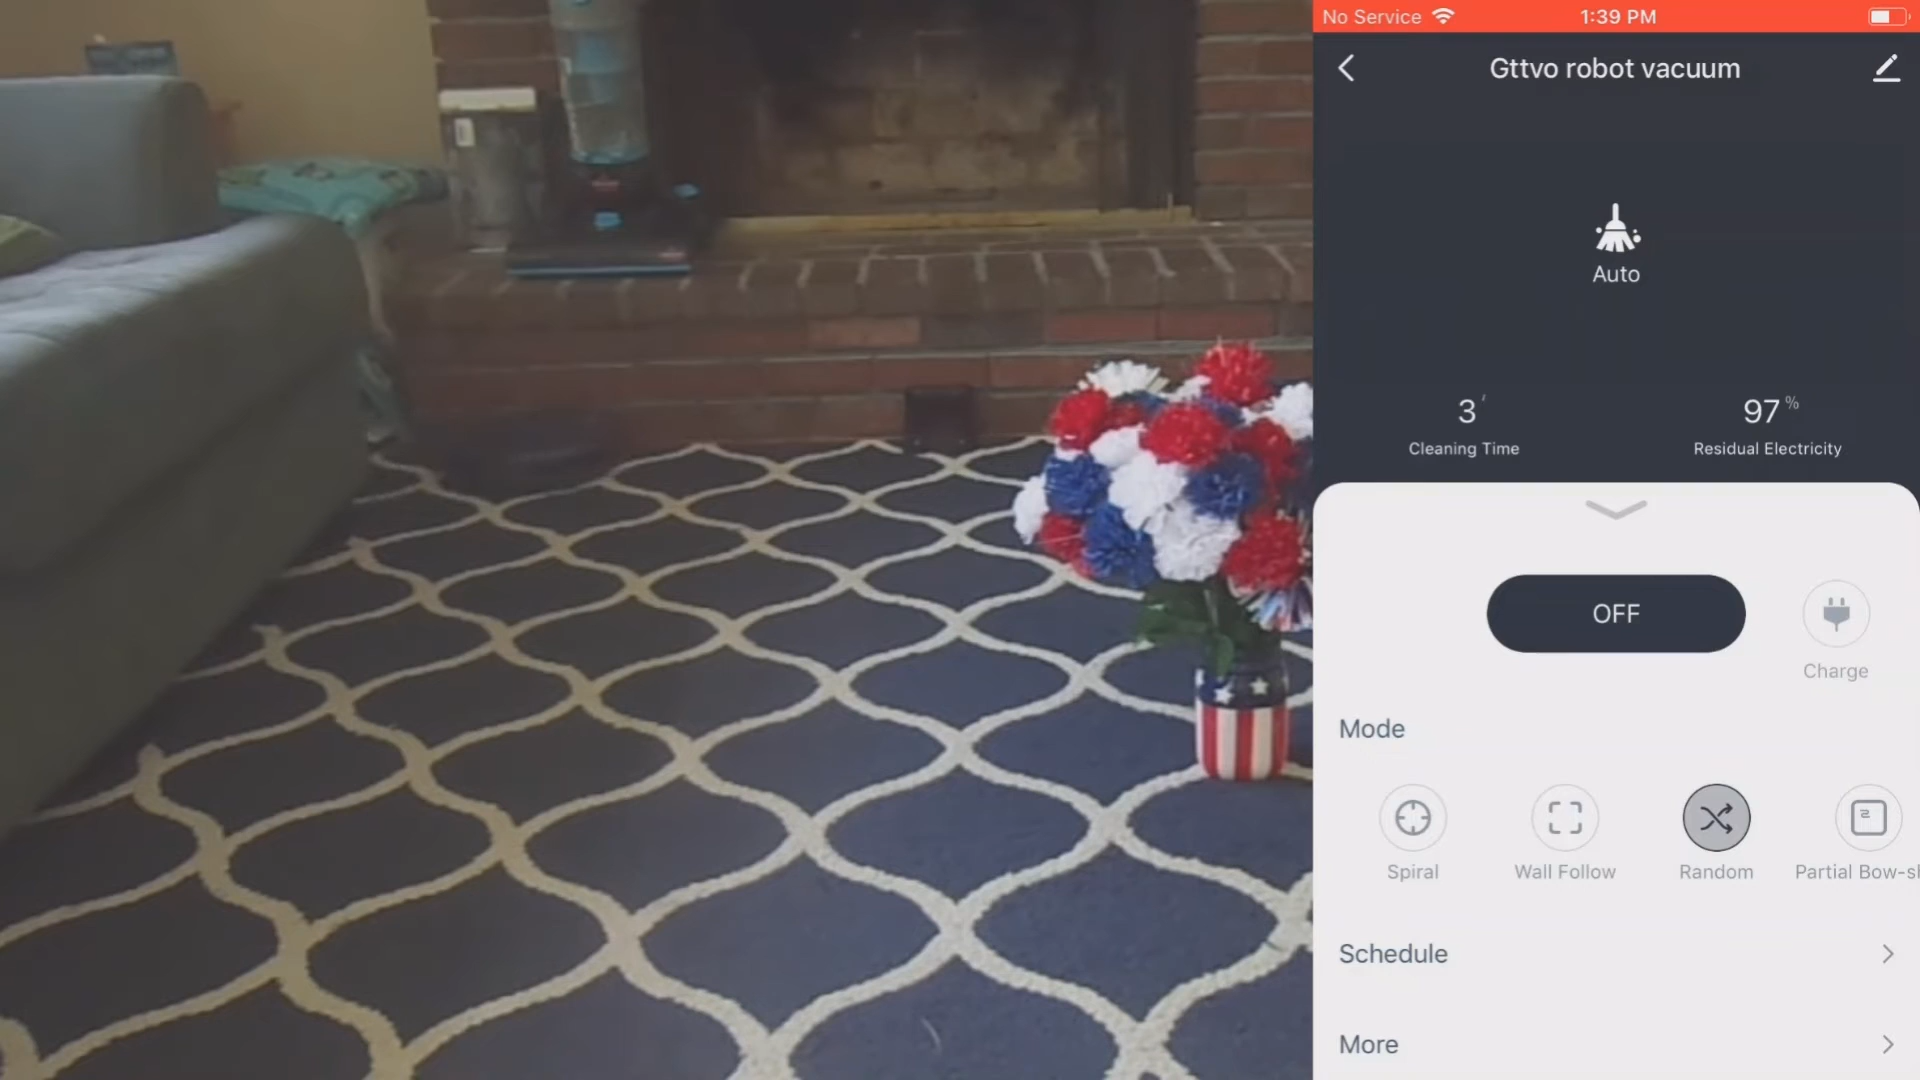 No Service
1:39 PM
Gttvo robot vacuum
Auto
3 '
Cleaning Time
97 %
Residual Electricity
OFF
Charge
Mode
Spiral
Wall Follow
Random
Partial Bow-sh
Schedule
More